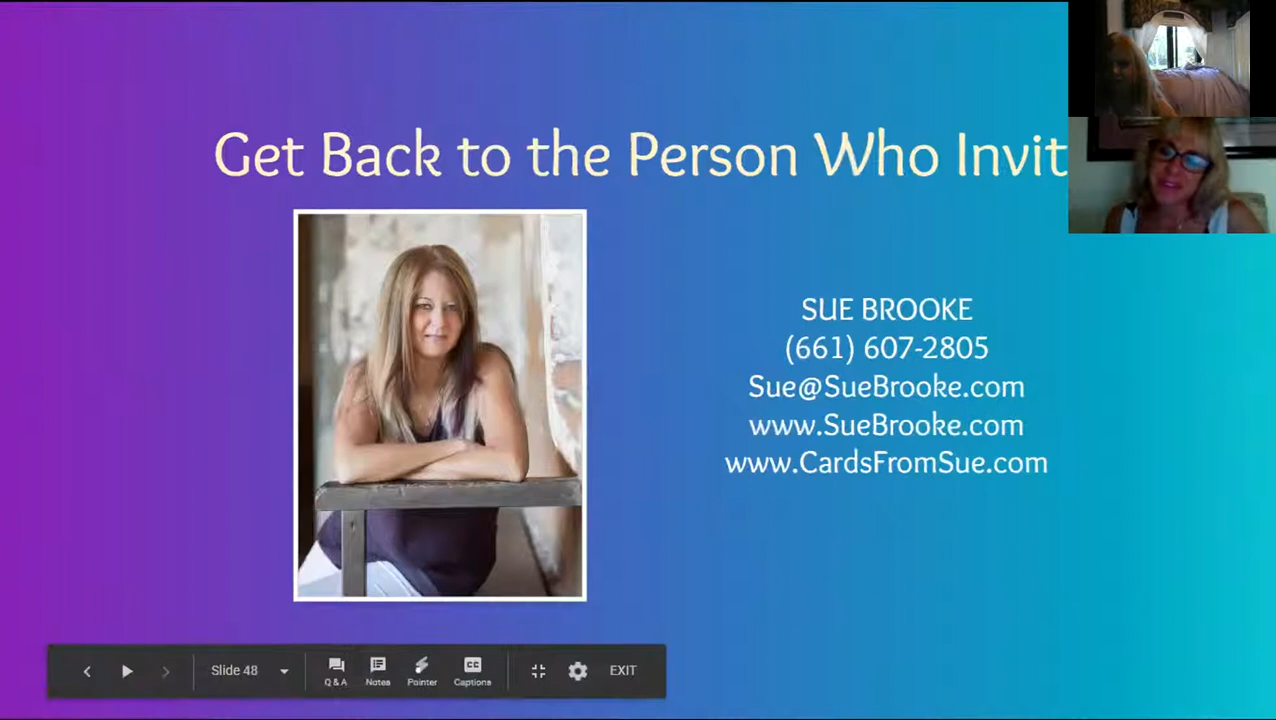 Get Back to the Person Who Invit
SUE BROOKE
(661) 607-2805
Sue@SueBrooke.com
www.SueBrooke.com
www.CardsFromSue.com
Slide 48
Q & A
Notes
Pointer
CC
Captions
EXIT